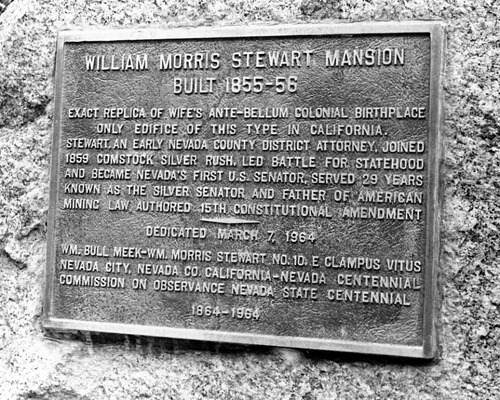 WILLIAM MORRIS STEWART MANSION
BUILT 1855-56
EXACT REPLICA OF WIFE'S ANTE-BELLUM COLONIAL BIRTHPLACE
ONLY EDIFICE OF THIS TYPE IN CALIFORNIA.
STEWART, AN EARLY NEVADA COUNTY DISTRICT ATTORNEY, JOINED
1859 COMSTOCK SILVER RUSH, LED BATTLE FOR STATEHOOD
AND BECAME NEVADA'S FIRST U.S. SENATOR, SERVED 29 YEARS
KNOWN AS THE SILVER SENATOR AND FATHER OF AMERICAN
MINING LAW AUTHORED 15TH CONSTITUTIONAL AMENDMENT
DEDICATED MARCH 7, 1964
WM. BULL MEEK-WM. MORRIS STEWART NO. 10, E CLAMPUS VITUS
NEVADA CITY, NEVADA CO. CALIFORNIA-NEVADA CENTENNIAL
COMMISSION ON OBSERVANCE NEVADA STATE CENTENNIAL
1864-1964